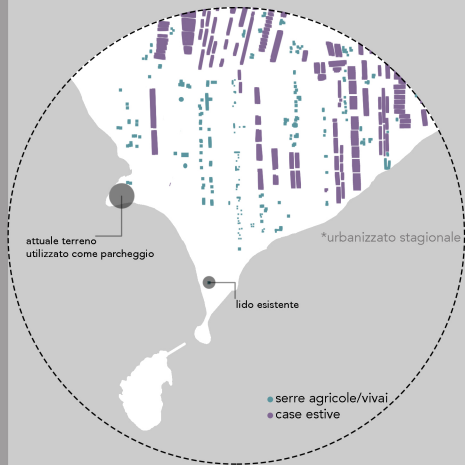 *urbanizzato stagionale
attuale terreno
utilizzato come parcheggio
lido esistente
serre agricole/vivai
case estive